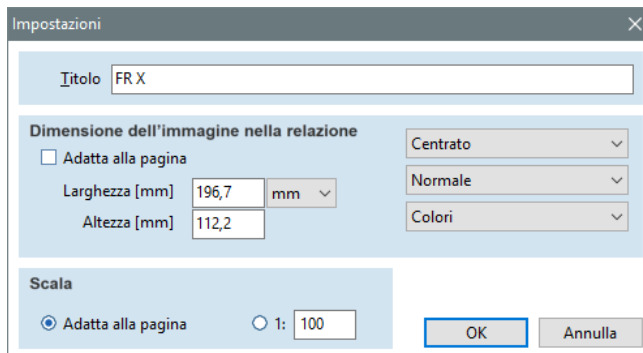 Impostazioni
Titolo FR X
Dimensione dell'immagine nella relazione
Adatta alla pagina
Centrato
Larghezza [mm] 196,7 mm
Normale
Altezza [mm] 112,2
Colori
Scala
Adatta alla pagina 1: 100
OK Annulla